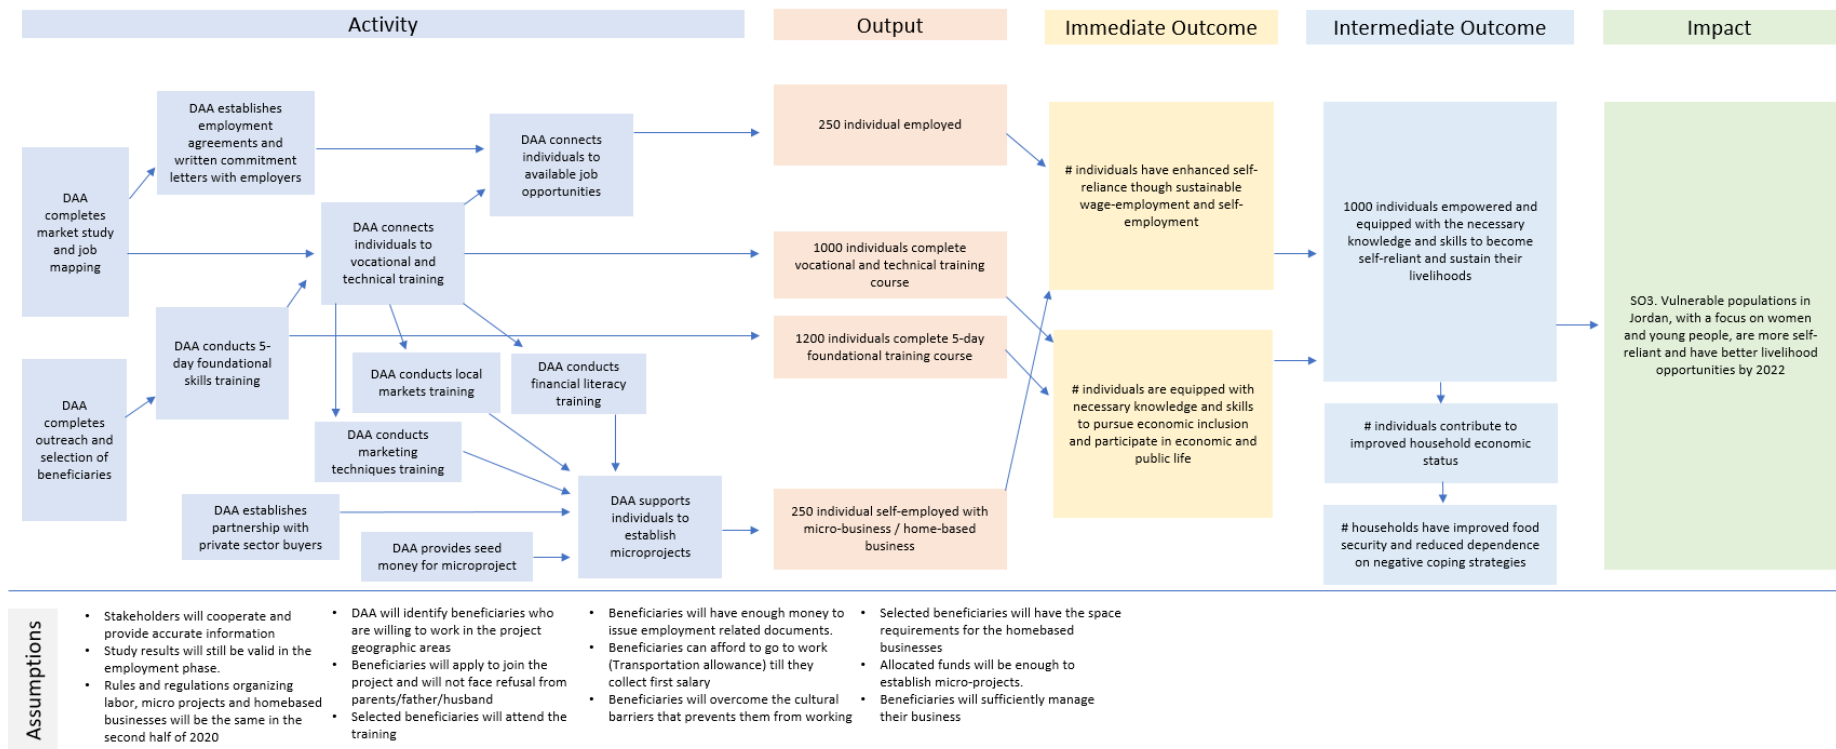 Activity
Output
Immediate Outcome
Intermediate Outcome
Impact
DAA
completes
market study
and job
mapping
DAA
completes
outreach and
selection of
beneficiaries
DAA establishes
employment
agreements and
written commitment
letters with employers
DAA conducts 5-
day foundational
skills training
DAA connects
individuals to
vocational and
technical training
DAA connects
individuals to
available job
opportunities
DAA conducts local
markets training
DAA conducts
financial literacy
training
DAA conducts
marketing
techniques training
DAA establishes
partnership with
private sector buyers
DAA provides seed
money for microproject
DAA supports
individuals to
establish
microprojects
250 individual employed
1000 individuals complete
vocational and technical training
course
1200 individuals complete 5-day
foundational training course
250 individual self-employed with
micro-business / home-based
business
# individuals have enhanced self-
reliance though sustainable
wage-employment and self-
employment
# individuals are equipped with
necessary knowledge and skills
to pursue economic inclusion
and participate in economic and
public life
1000 individuals empowered and
equipped with the necessary
knowledge and skills to become
self-reliant and sustain their
livelihoods
# individuals contribute to
improved household economic
status
# households have improved food
security and reduced dependence
on negative coping strategies
SO3. Vulnerable populations in
Jordan, with a focus on women
and young people, are more self-
reliant and have better livelihood
opportunities by 2022
Assumptions
• Stakeholders will cooperate and
provide accurate information
• Study results will still be valid in the
employment phase.
• Rules and regulations organizing
labor, micro projects and homebased
businesses will be the same in the
second half of 2020
• DAA will identify beneficiaries who
are willing to work in the project
geographic areas
• Beneficiaries will apply to join the
project and will not face refusal from
parents/father/husband
• Selected beneficiaries will attend the
training
• Beneficiaries will have enough money to
issue employment related documents.
• Beneficiaries can afford to go to work
(Transportation allowance) till they
collect first salary
• Beneficiaries will overcome the cultural
barriers that prevents them from working
• Selected beneficiaries will have the space
requirements for the homebased
businesses
• Allocated funds will be enough to
establish micro-projects.
• Beneficiaries will sufficiently manage
their business